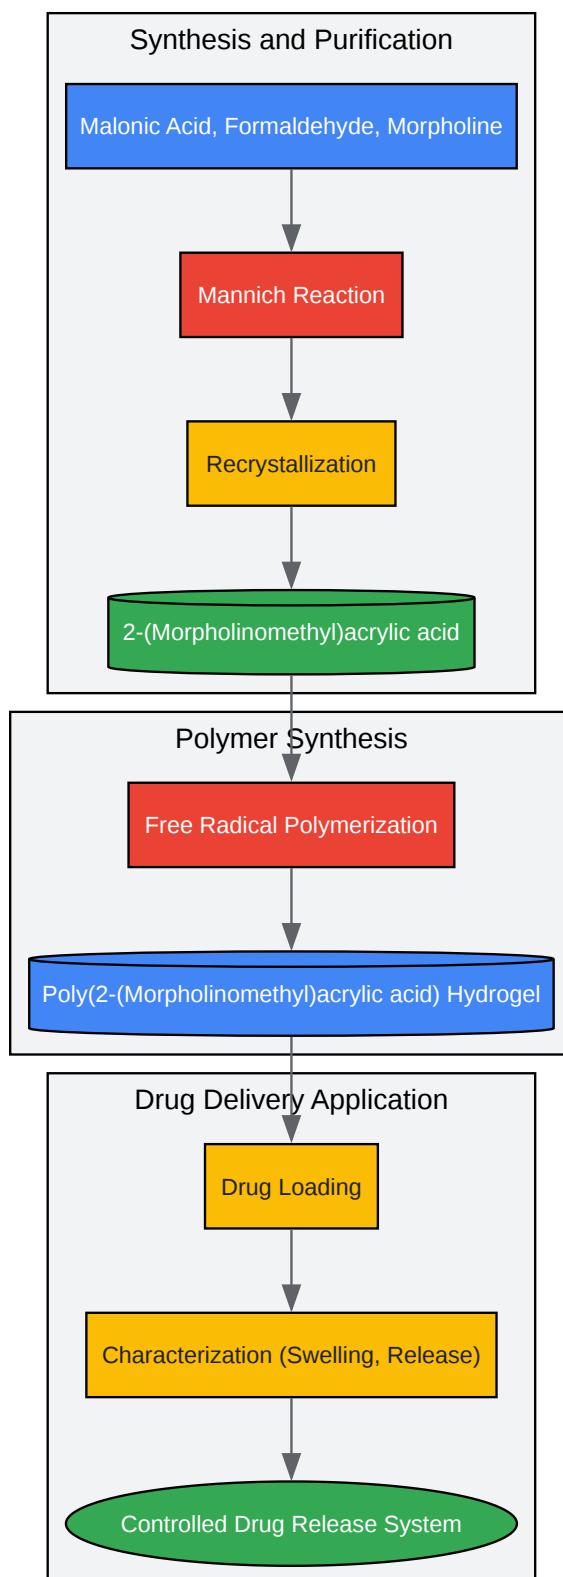 Synthesis and Purification
Malonic Acid, Formaldehyde, Morpholine
Mannich Reaction
Recrystallization
2-(Morpholinomethyl)acrylic acid
Polymer Synthesis
Free Radical Polymerization
Poly(2-(Morpholinomethyl)acrylic acid) Hydrogel
Drug Delivery Application
Drug Loading
Characterization (Swelling, Release)
Controlled Drug Release System